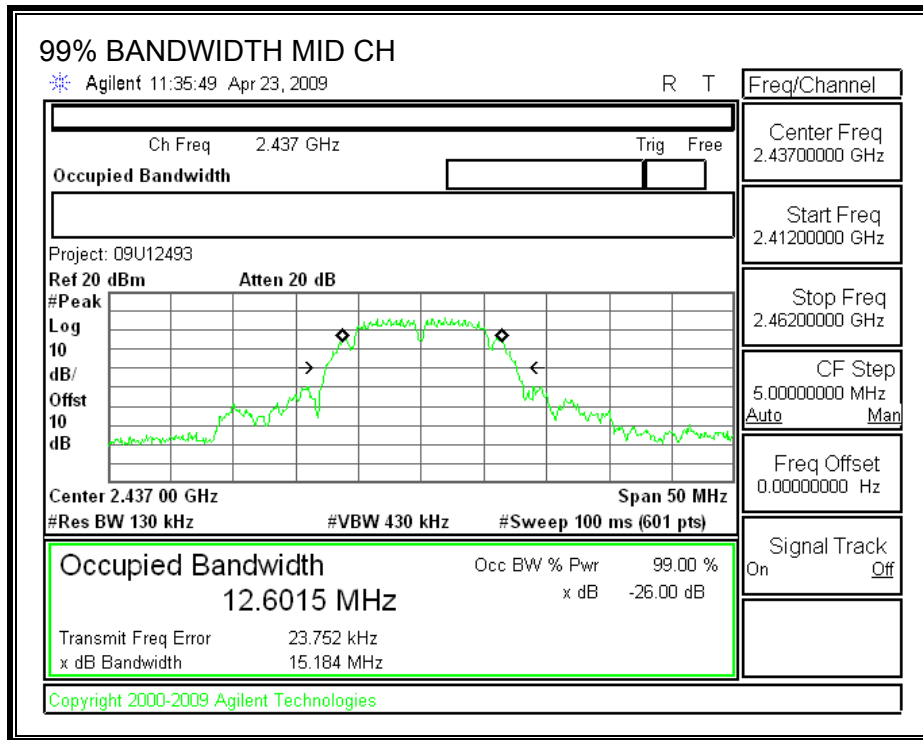 99% BANDWIDTH MID CH
Agilent 11:35:49 Apr 23, 2009 R T
Ch Freq 2.437 GHz Trig Free
Occupied Bandwidth
Project: 09U12493
Ref 20 dBm Atten 20 dB
#Peak
Log
10
dB/
Offst
10
dB
Center 2.437 00 GHz Span 50 MHz
#Res BW 130 kHz #VBW 430 kHz #Sweep 100 ms (601 pts)
Occupied Bandwidth Occ BW % Pwr 99.00 %
12.6015 MHz x dB -26.00 dB
Transmit Freq Error 23.752 kHz
x dB Bandwidth 15.184 MHz
Copyright 2000-2009 Agilent Technologies
Freq/Channel
Center Freq
2.43700000 GHz
Start Freq
2.41200000 GHz
Stop Freq
2.46200000 GHz
CF Step
5.00000000 MHz
Auto Man
Freq Offset
0.00000000 Hz
Signal Track
On Off